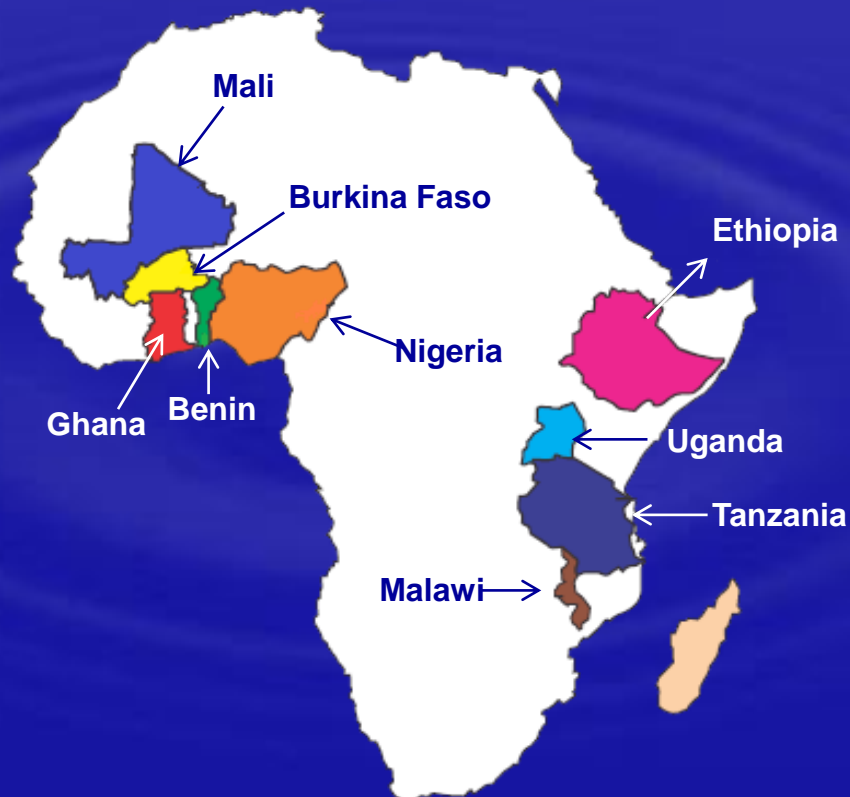 Mali
Burkina Faso
Ethiopia
Nigeria
Benin
Ghana
Uganda
Tanzania
Malawi